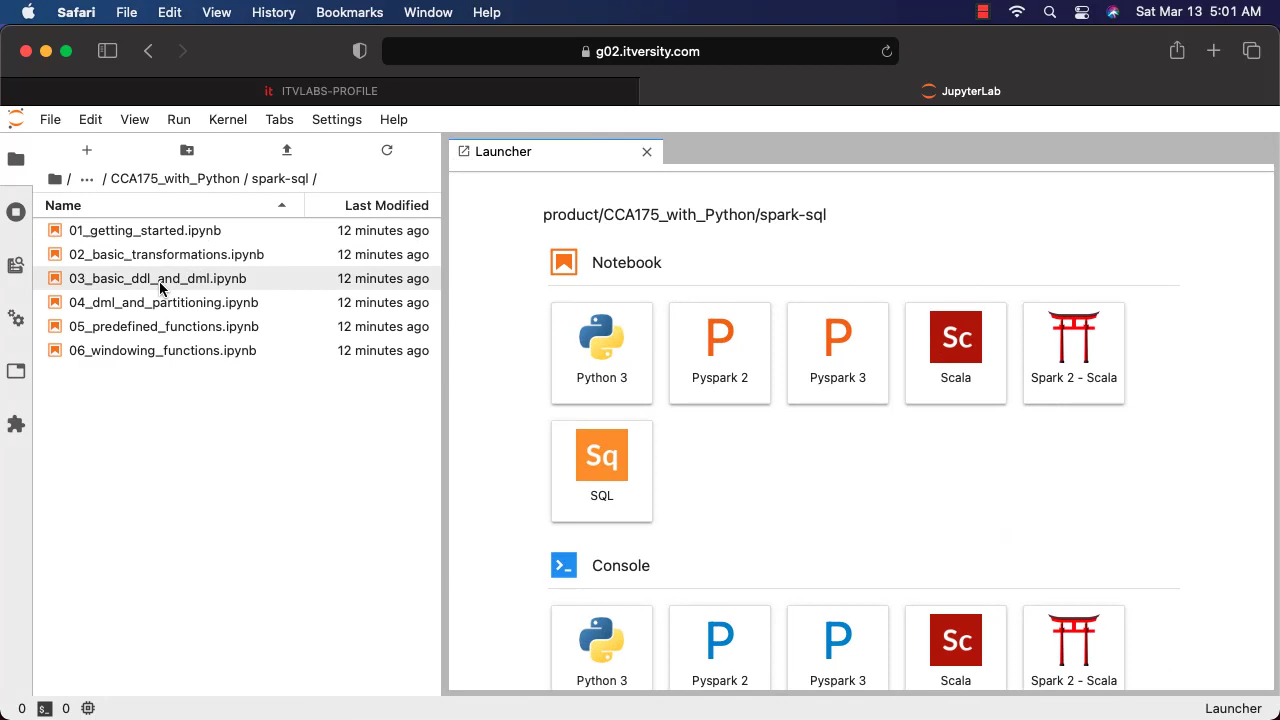 Safari File Edit View History Bookmarks Window Help Sat Mar 13 5:01 AM
g02.itversity.com
it ITVLABS-PROFILE JupyterLab
File Edit View Run Kernel Tabs Settings Help
Launcher
/ ... / CCA175_with_Python / spark-sql /
Name Last Modified
01_getting_started.ipynb 12 minutes ago
02_basic_transformations.ipynb 12 minutes ago
03_basic_ddl_and_dml.ipynb 12 minutes ago
04_dml_and_partitioning.ipynb 12 minutes ago
05_predefined_functions.ipynb 12 minutes ago
06_windowing_functions.ipynb 12 minutes ago
product/CCA175_with_Python/spark-sql
Notebook
P P Sc
Python 3 Pyspark 2 Pyspark 3 Scala Spark 2 - Scala
Sq
SQL
Console
P P Sc
Python 3 Pyspark 2 Pyspark 3 Scala Spark 2 - Scala
0 $_ 0 Launcher